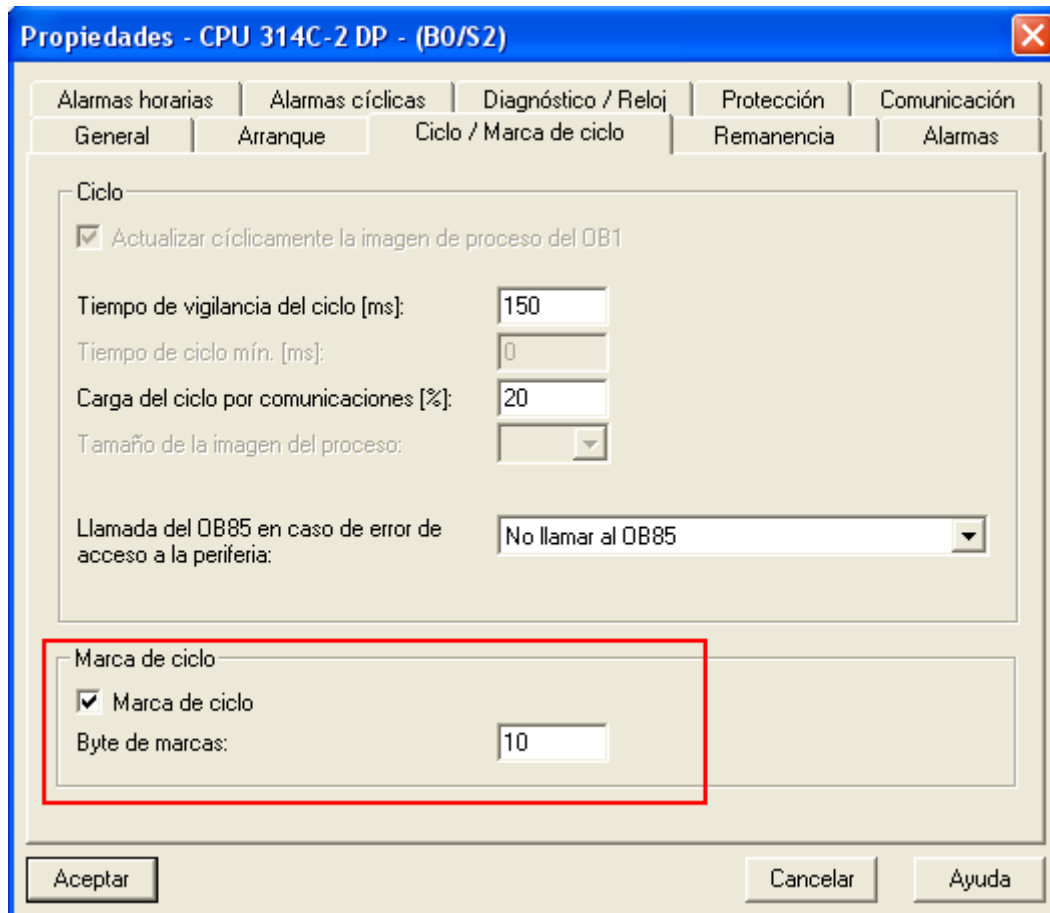 Propiedades - CPU 314C-2 DP - (B0/S2)
Alarmas horarias Alarmas cíclicas Diagnóstico / Reloj Protección Comunicación
General Arranque Ciclo / Marca de ciclo Remanencia Alarmas
Ciclo
Actualizar cíclicamente la imagen de proceso del OB1
Tiempo de vigilancia del ciclo [ms]: 150
Tiempo de ciclo mín. [ms]: 0
Carga del ciclo por comunicaciones [%]: 20
Tamaño de la imagen del proceso:
Llamada del OB85 en caso de error de
acceso a la periferia: No llamar al OB85
Marca de ciclo
Marca de ciclo
Byte de marcas: 10
Aceptar Cancelar Ayuda